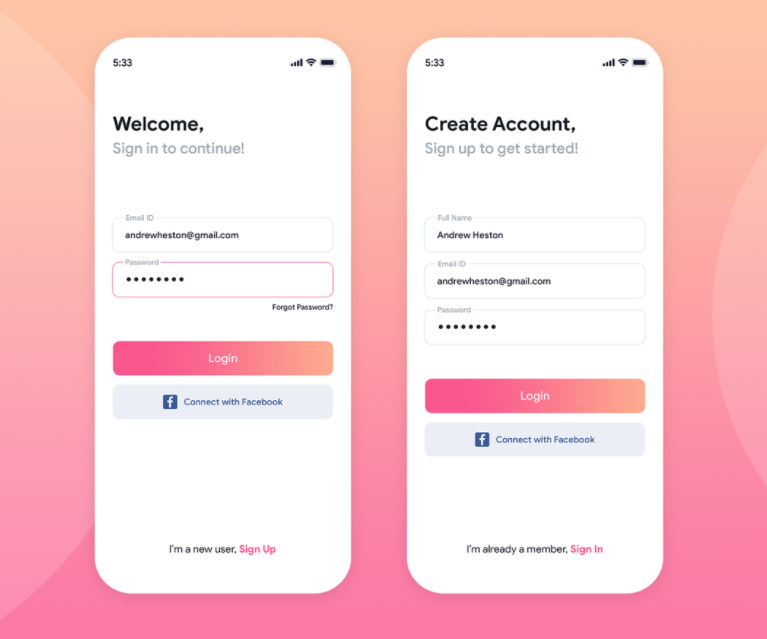 5:33
Welcome,
Sign in to continue!
Email ID
andrewheston@gmail.com
Password
Forgot Password?
Login
f Connect with Facebook
I'm a new user, Sign Up
5:33
Create Account,
Sign up to get started!
Full Name
Andrew Heston
Email ID
andrewheston@gmail.com
Password
Login
f Connect with Facebook
I'm already a member, Sign In